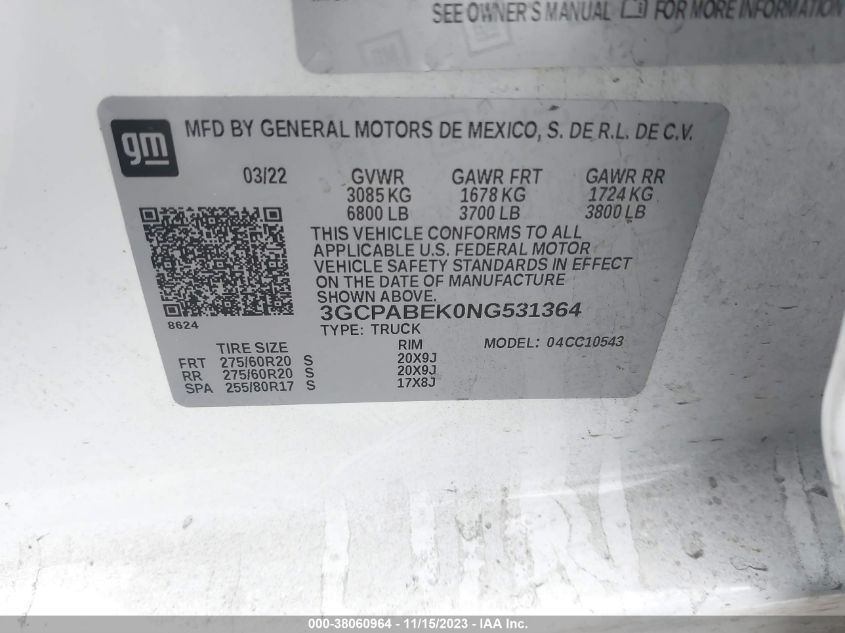 SEE OWNER'S MANUAL FOR MORE INFORMATION
gm
MFD BY GENERAL MOTORS DE MEXICO, S. DE R.L. DE C.V.
03/22 GVWR GAWR FRT GAWR RR
3085 KG 1678 KG 1724 KG
6800 LB 3700 LB 3800 LB
THIS VEHICLE CONFORMS TO ALL
APPLICABLE U.S. FEDERAL MOTOR
VEHICLE SAFETY STANDARDS IN EFFECT
ON THE DATE OF MANUFACTURE
SHOWN ABOVE.
3GCPABEK0NG531364
8624
TYPE: TRUCK
TIRE SIZE RIM MODEL: 04CC10543
FRT 275/60R20 S 20X9J
RR 275/60R20 S 20X9J
SPA 255/80R17 S 17X8J
000-38060964 - 11/15/2023 - IAA Inc.